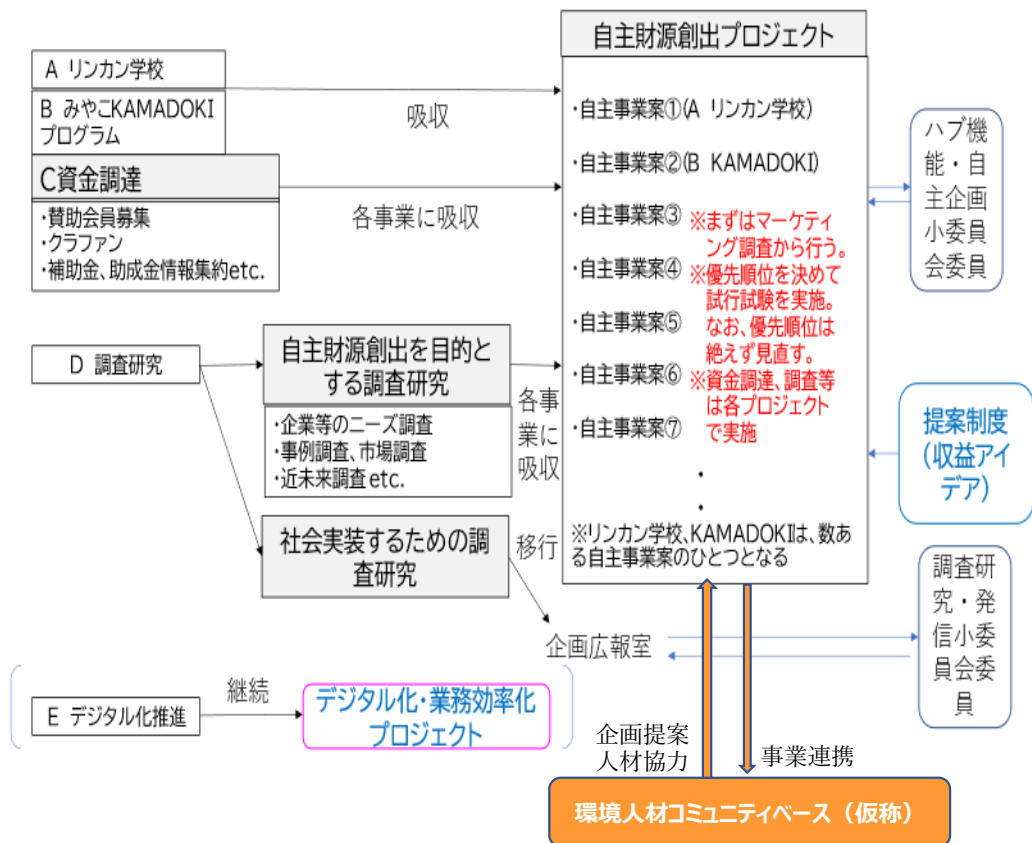 自主財源創出プロジェクト
A リンカン学校
B みやこKAMADOKI
プログラム
吸収
C資金調達
・賛助会員募集
・クラファン
・補助金、助成金情報集約etc.
各事業に吸収
・自主事業案①(A リンカン学校)
・自主事業案②(B KAMADOKI)
・自主事業案③
・自主事業案④
・自主事業案⑤
・自主事業案⑥
・自主事業案⑦
・
・
※まずはマーケティ
ング調査から行う。
※優先順位を決めて
試行試験を実施。
なお、優先順位は
絶えず見直す。
※資金調達、調査等
は各プロジェクト
で実施
※リンカン学校、KAMADOKIは、数あ
る自主事業案のひとつとなる
ハブ機
能・自
主企画
小委員
会委員
D 調査研究
自主財源創出を目的と
する調査研究
・企業等のニーズ調査
・事例調査、市場調査
・近未来調査 etc.
各事
業に
吸収
提案制度
(収益アイ
デア)
社会実装するための調
査研究
移行
企画広報室
調査研
究・発
信小委
員会委
員
E デジタル化推進
継続
デジタル化・業務効率化
プロジェクト
企画提案
人材協力
事業連携
環境人材コミュニティベース（仮称）